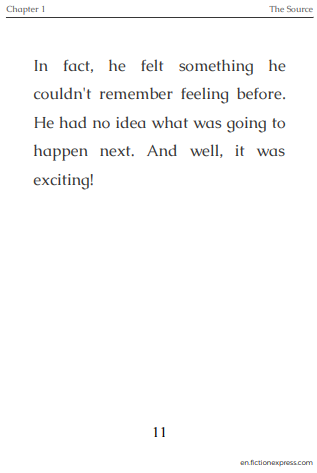 Chapter 1 The Source
In fact, he felt something he
couldn't remember feeling before.
He had no idea what was going to
happen next. And well, it was
exciting!
11
en.fictionexpress.com